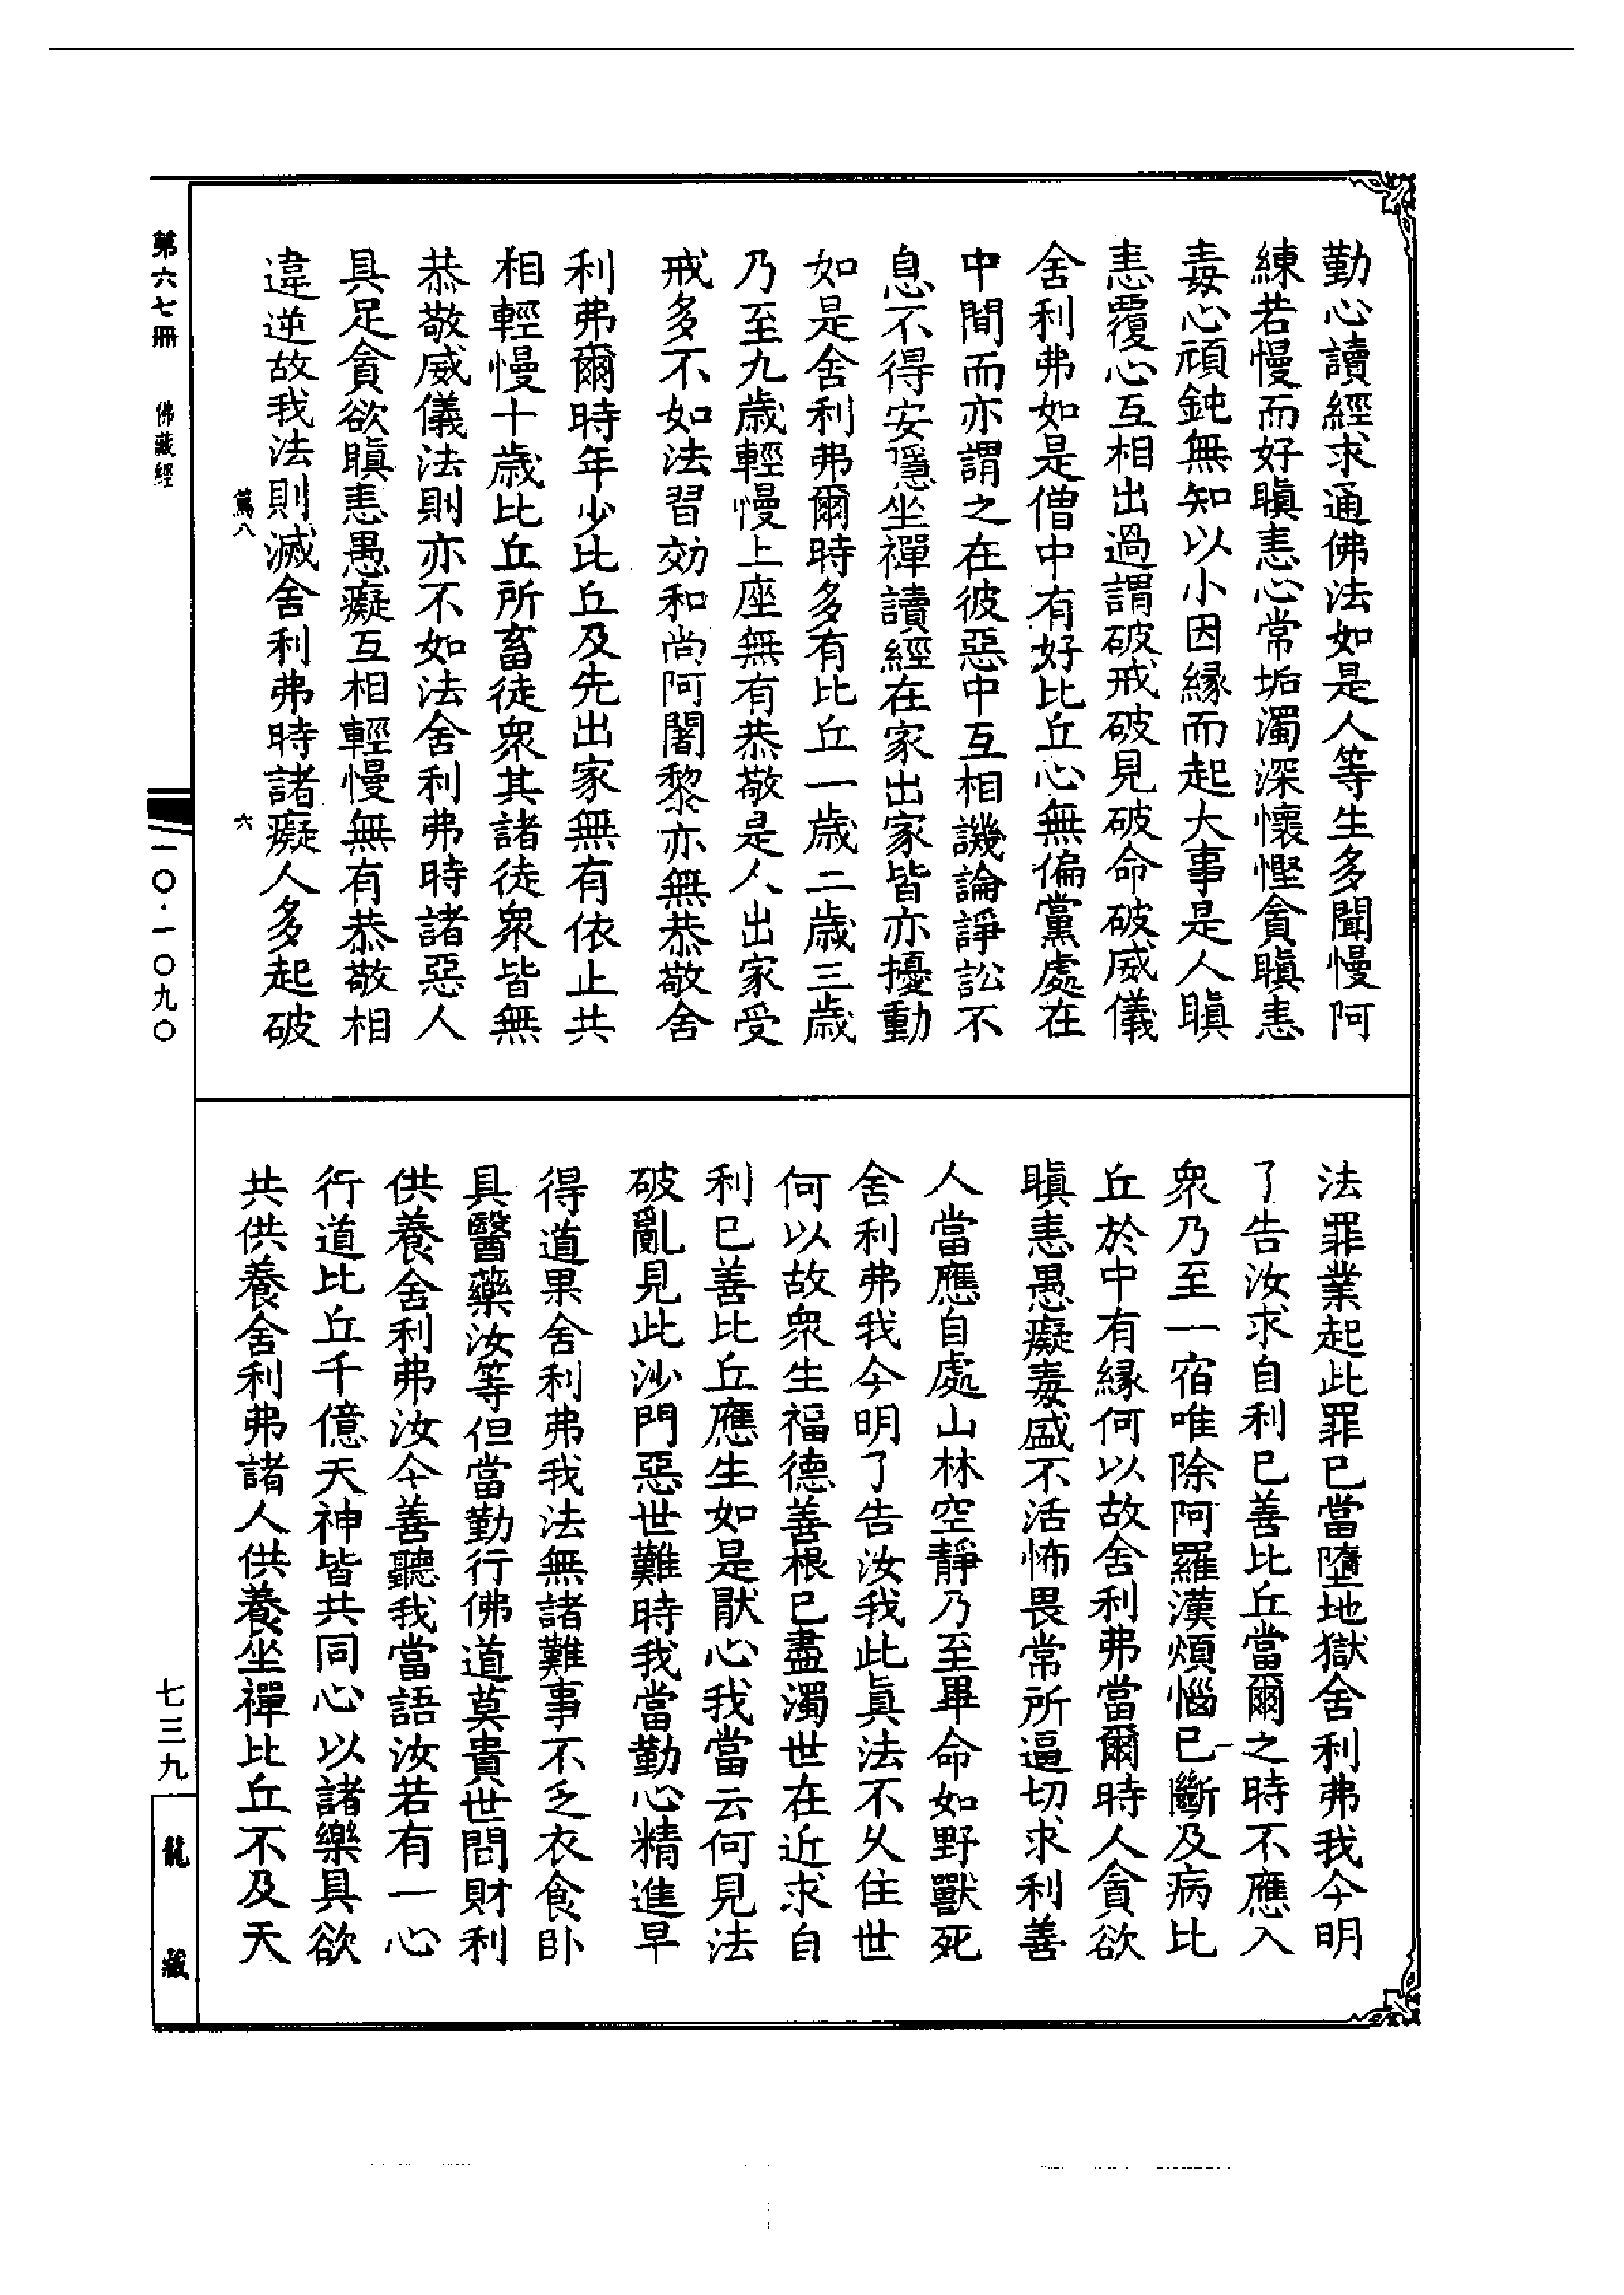 勤心讀經求通佛法如是人等生多聞慢阿
練若慢而好瞋恚心常垢濁深懷慳貪瞋恚
毒心頑鈍無知以小因緣而起大事是人瞋
恚覆心互相出過謂破戒破見破命破威儀
舍利弗如是僧中有好比丘心無偏黨處在
中間而亦謂之在彼惡中互相譏論諍訟不
息不得安隱坐禪讀經在家出家皆亦擾動
如是舍利弗爾時多有比丘一歲二歲三歲
乃至九歲輕慢上座無有恭敬是人出家受
戒多不如法習効和尚阿闍黎亦無恭敬舍
利弗爾時年少比丘及先出家無有依止共
相輕慢十歲比丘所畜徒衆其諸徒衆皆無
恭敬威儀法則亦不如法舍利弗時諸惡人
具足貪欲瞋恚愚癡互相輕慢無有恭敬相
違逆故我法則滅舍利弗時諸癡人多起破
篤八 六
法罪業起此罪已當墮地獄舍利弗我今明
了告汝求自利已善比丘當爾之時不應入
衆乃至一宿唯除阿羅漢煩惱已斷及病比
丘於中有緣何以故舍利弗當爾時人貪欲
瞋恚愚癡毒盛不活怖畏常所逼切求利善
人當應自處山林空靜乃至畢命如野獸死
舍利弗我今明了告汝我此眞法不久住世
何以故衆生福德善根已盡濁世在近求自
利已善比丘應生如是厭心我當云何見法
破亂見此沙門惡世難時我當勤心精進早
得道果舍利弗我法無諸難事不乏衣食卧
具醫藥汝等但當勤行佛道莫貴世間財利
供養舍利弗汝今善聽我當語汝若有一心
行道比丘千億天神皆共同心以諸樂具欲
共供養舍利弗諸人供養坐禪比丘不及天
第六七冊 佛藏經
一〇·一〇九〇
七三九
龍藏